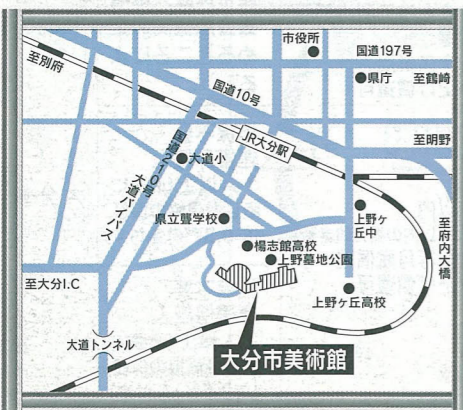 市役所
国道197号
至別府
県庁
至鶴崎
国道10号
JR大分駅
至明野
国道210号
大道バイパス
大道小
県立聾学校
上野ヶ
丘中
至府内大橋
楊志館高校
上野墓地公園
至大分I.C
上野ヶ丘高校
大道トンネル
大分市美術館